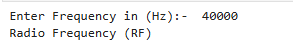 Enter Frequency in (Hz):-  40000
Radio Frequency (RF)